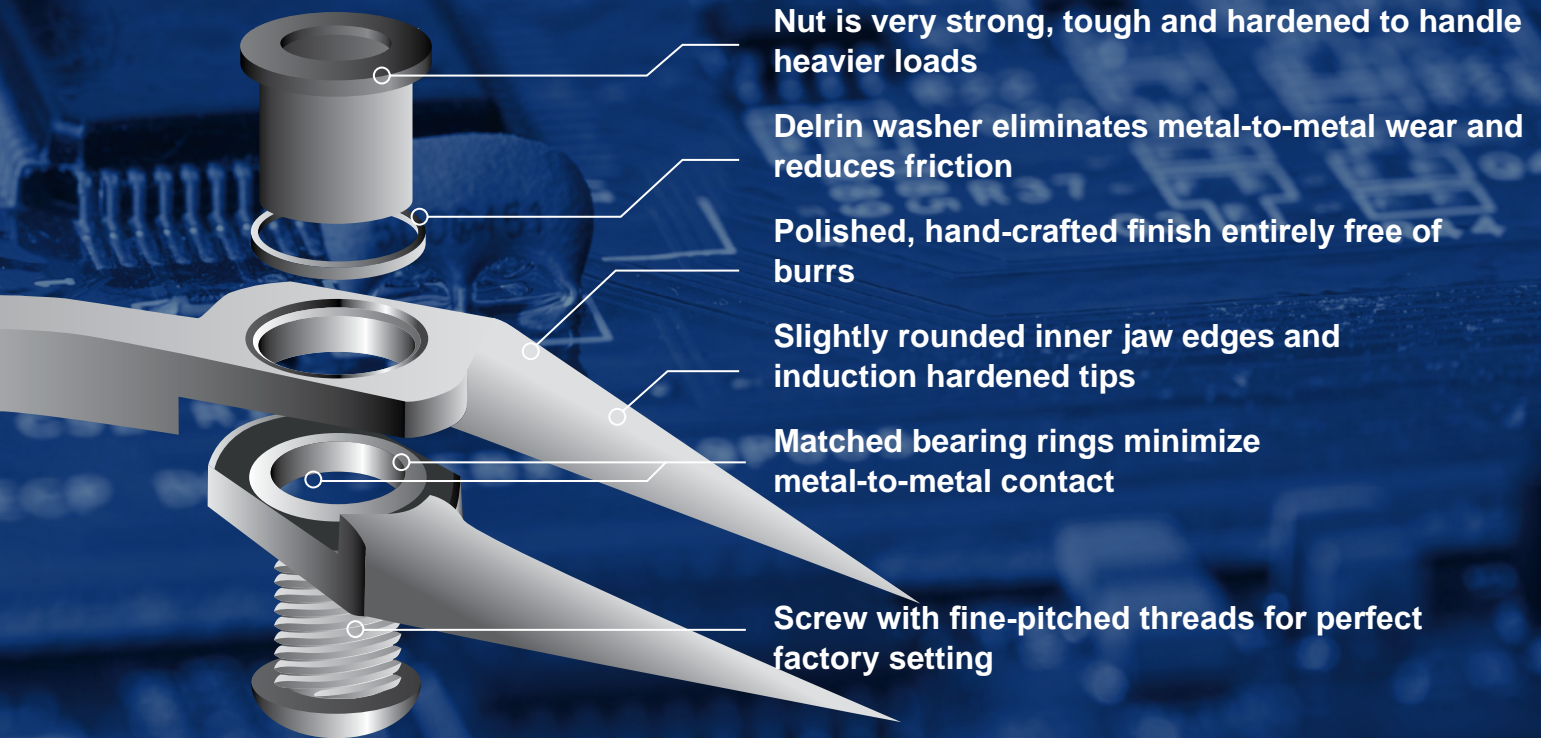 Nut is very strong, tough and hardened to handle
heavier loads
Delrin washer eliminates metal-to-metal wear and
reduces friction
Polished, hand-crafted finish entirely free of
burrs
R37
Slightly rounded inner jaw edges and
induction hardened tips
Matched bearing rings minimize
metal-to-metal contact
Screw with fine-pitched threads for perfect
factory setting